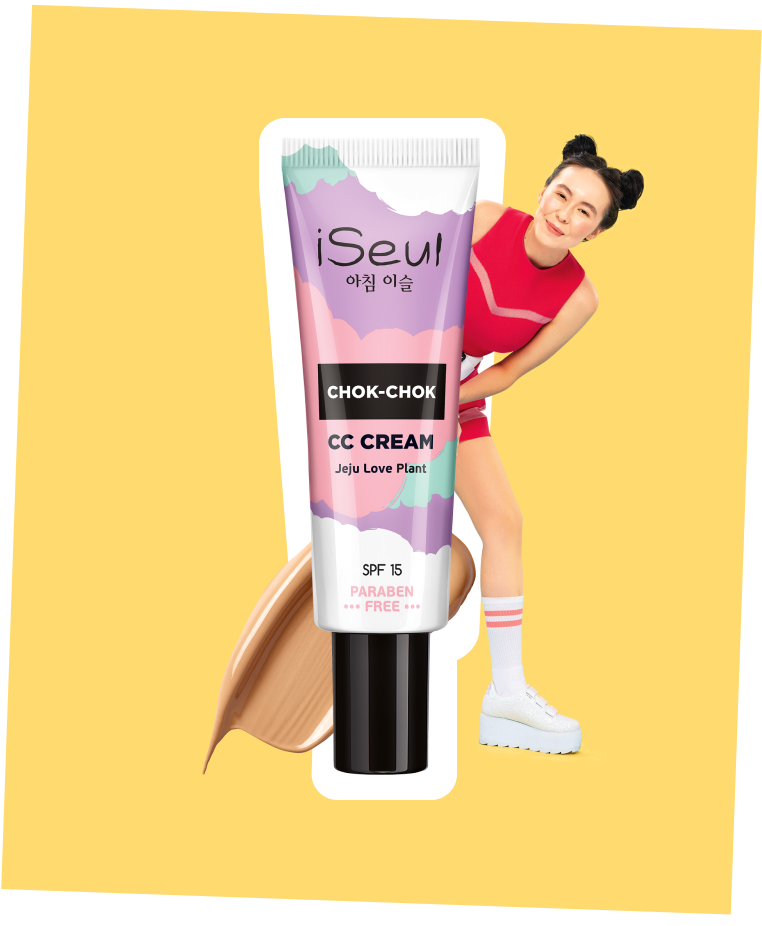 iSeul
아침 이슬
CHOK-CHOK
CC CREAM
Jeju Love Plant
SPF 15
PARABEN
••• FREE •••